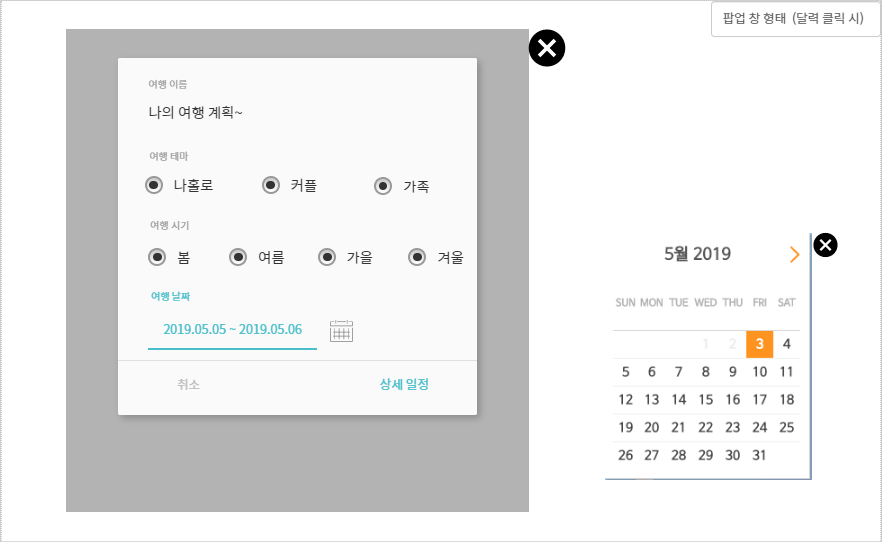 팝업 창 형태 (달력 클릭 시)
여행 이름
나의 여행 계획~
여행 테마
나홀로 커플 가족
여행 시기
봄 여름 가을 겨울
여행 날짜
2019.05.05 ~ 2019.05.06
취소 상세 일정
5월 2019
SUN MON TUE WED THU FRI SAT
1 2 3 4
5 6 7 8 9 10 11
12 13 14 15 16 17 18
19 20 21 22 23 24 25
26 27 28 29 30 31